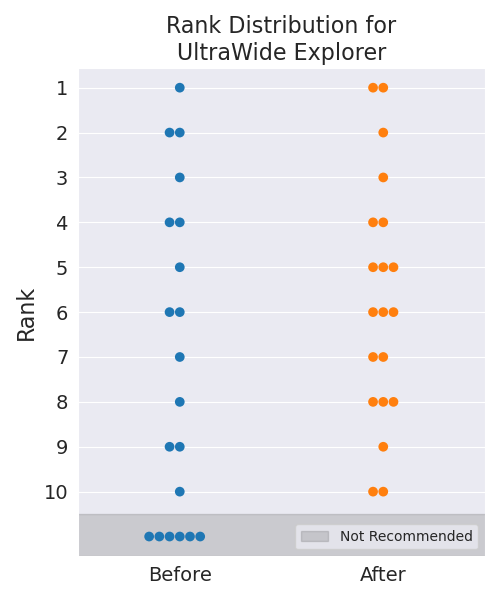 Rank Distribution for
UltraWide Explorer
Rank
1
2
3
4
5
6
7
8
9
10
Not Recommended
Before
After